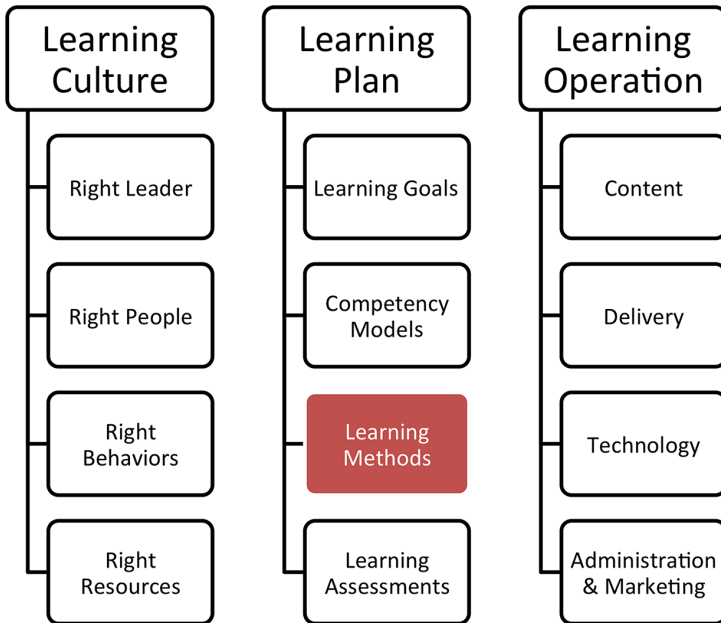 Learning
Culture
Right Leader
Right People
Right
Behaviors
Right
Resources
Learning
Plan
Learning Goals
Competency
Models
Learning
Methods
Learning
Assessments
Learning
Operation
Content
Delivery
Technology
Administration
& Marketing